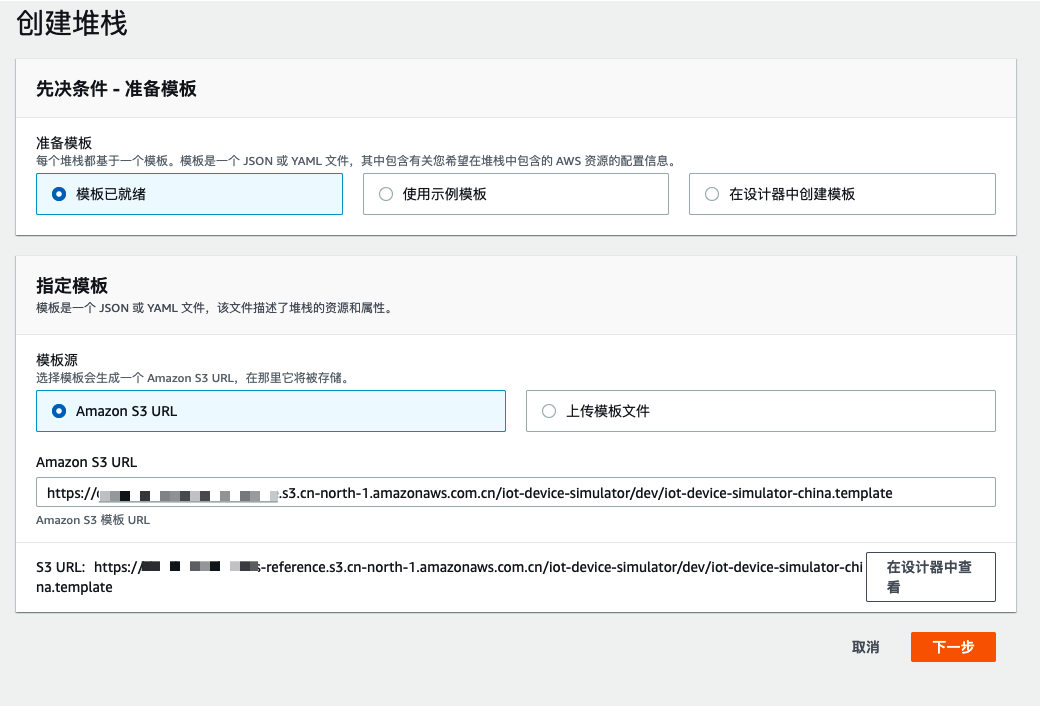 创建堆栈
先决条件 - 准备模板
准备模板
每个堆栈都基于一个模板。模板是一个 JSON 或 YAML 文件，其中包含有关您希望在堆栈中包含的 AWS 资源的配置信息。
模板已就绪
使用示例模板
在设计器中创建模板
指定模板
模板是一个 JSON 或 YAML 文件，该文件描述了堆栈的资源和属性。
模板源
选择模板会生成一个 Amazon S3 URL，在那里它将被存储。
Amazon S3 URL
上传模板文件
Amazon S3 URL
https:// .s3.cn-north-1.amazonaws.com.cn/iot-device-simulator/dev/iot-device-simulator-china.template
Amazon S3 模板 URL
S3 URL: https:// -reference.s3.cn-north-1.amazonaws.com.cn/iot-device-simulator/dev/iot-device-simulator-chi
na.template
在设计器中查
看
取消
下一步